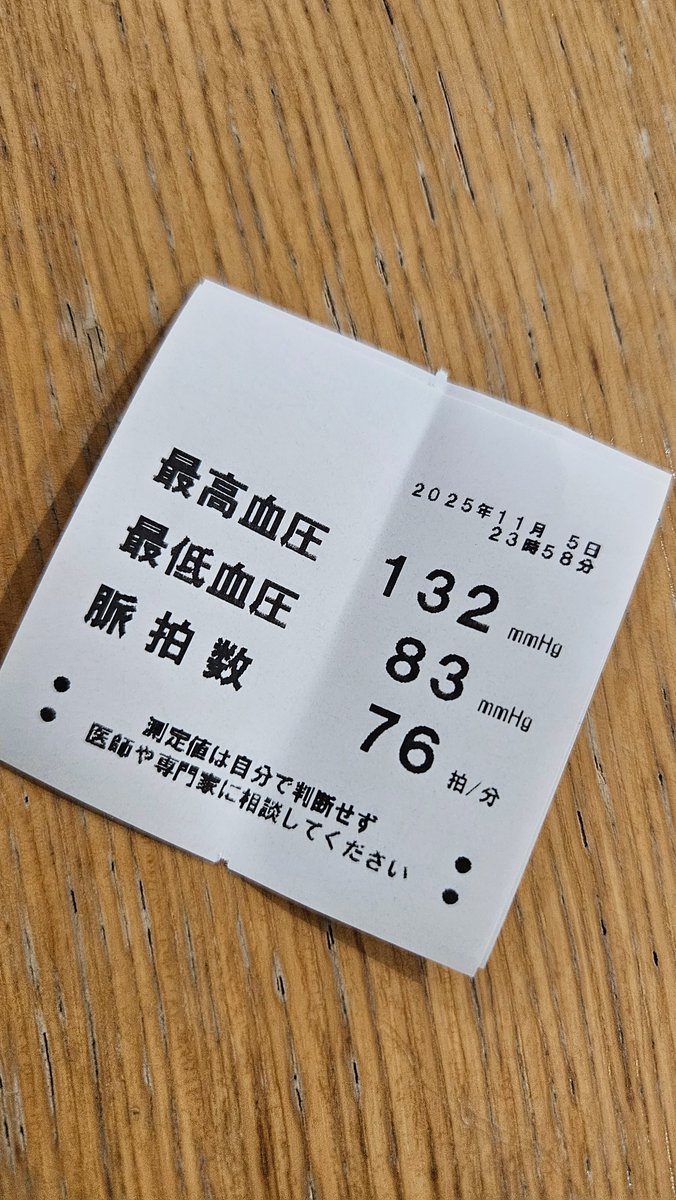 2025年11月 5日
23時58分
最高血圧 132 mmHg
最低血圧 83 mmHg
脈拍数 76 拍/分
測定値は自分で判断せず
医師や専門家に相談してください